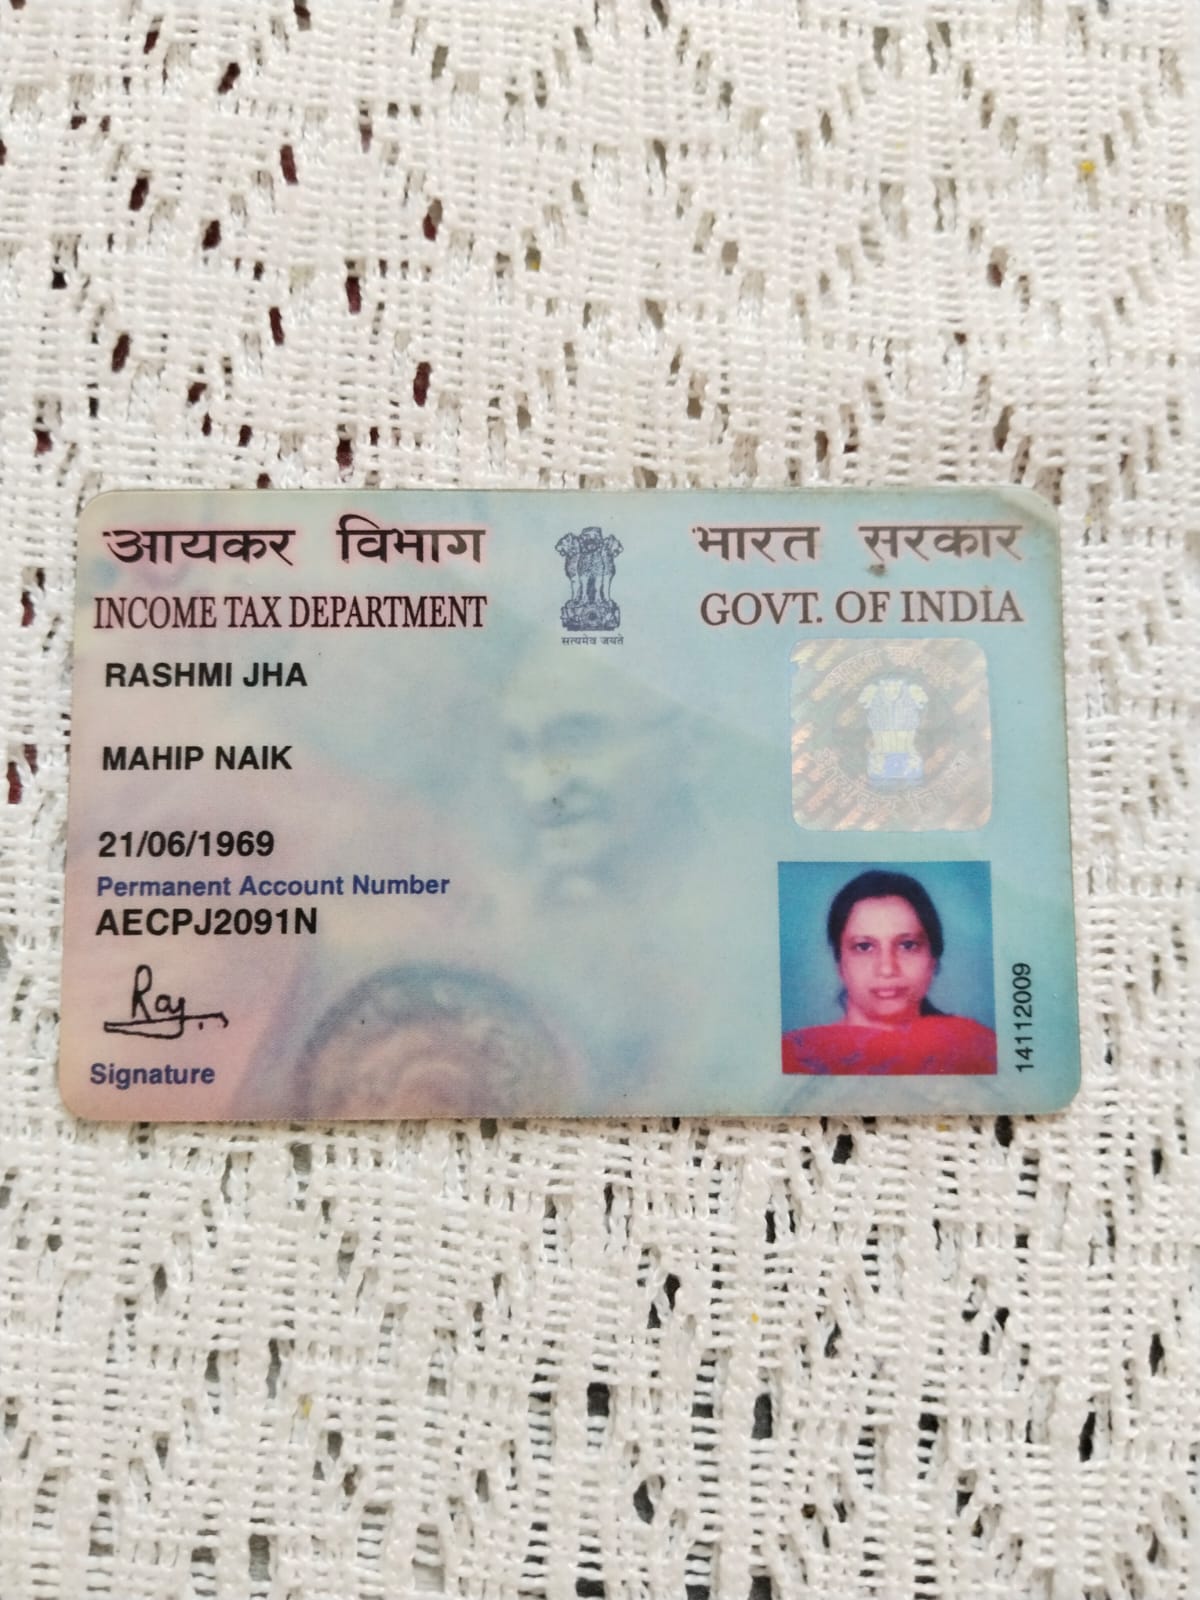 आयकर विभाग
INCOME TAX DEPARTMENT
सत्यमेव जयते
भारत सरकार
GOVT. OF INDIA
RASHMI JHA
MAHIP NAIK
21/06/1969
Permanent Account Number
AECPJ2091N
Signature
14112009